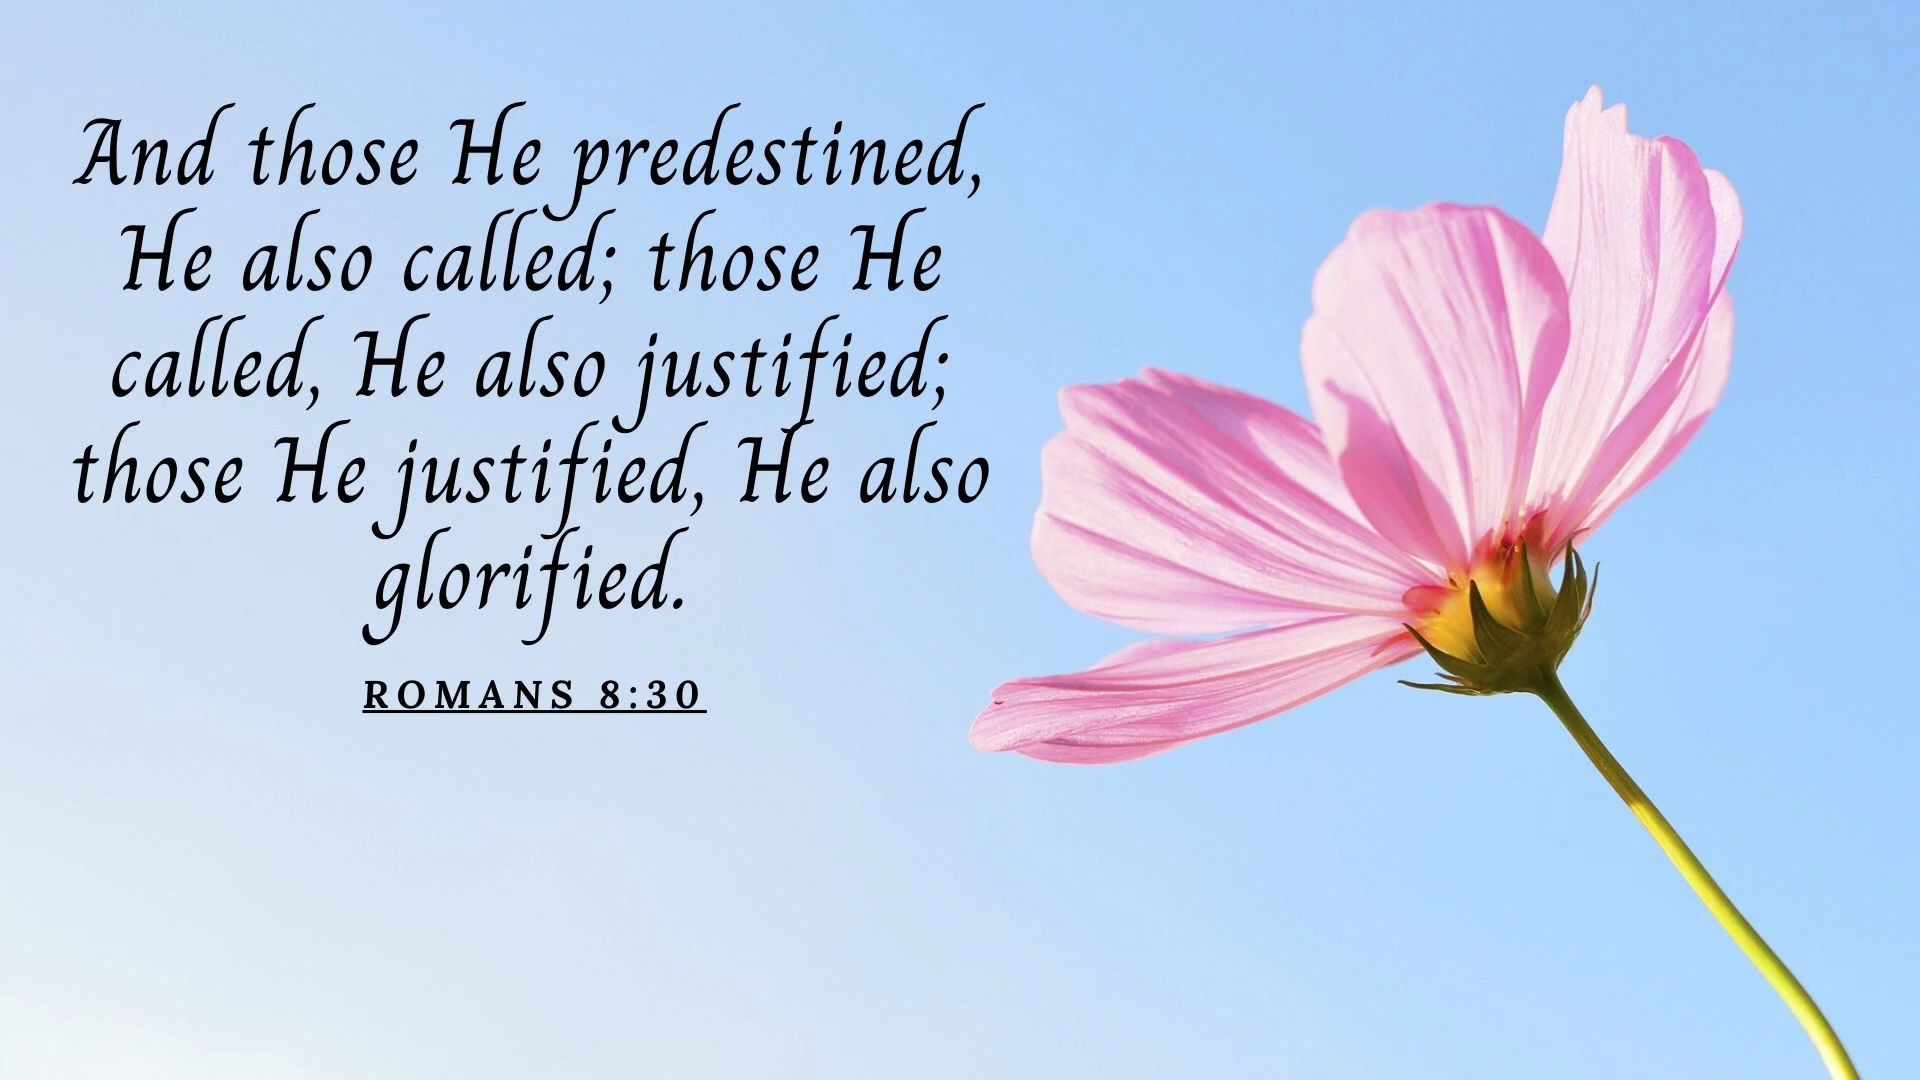 And those He predestined,
He also called; those He
called, He also justified;
those He justified, He also
glorified.
ROMANS 8:30